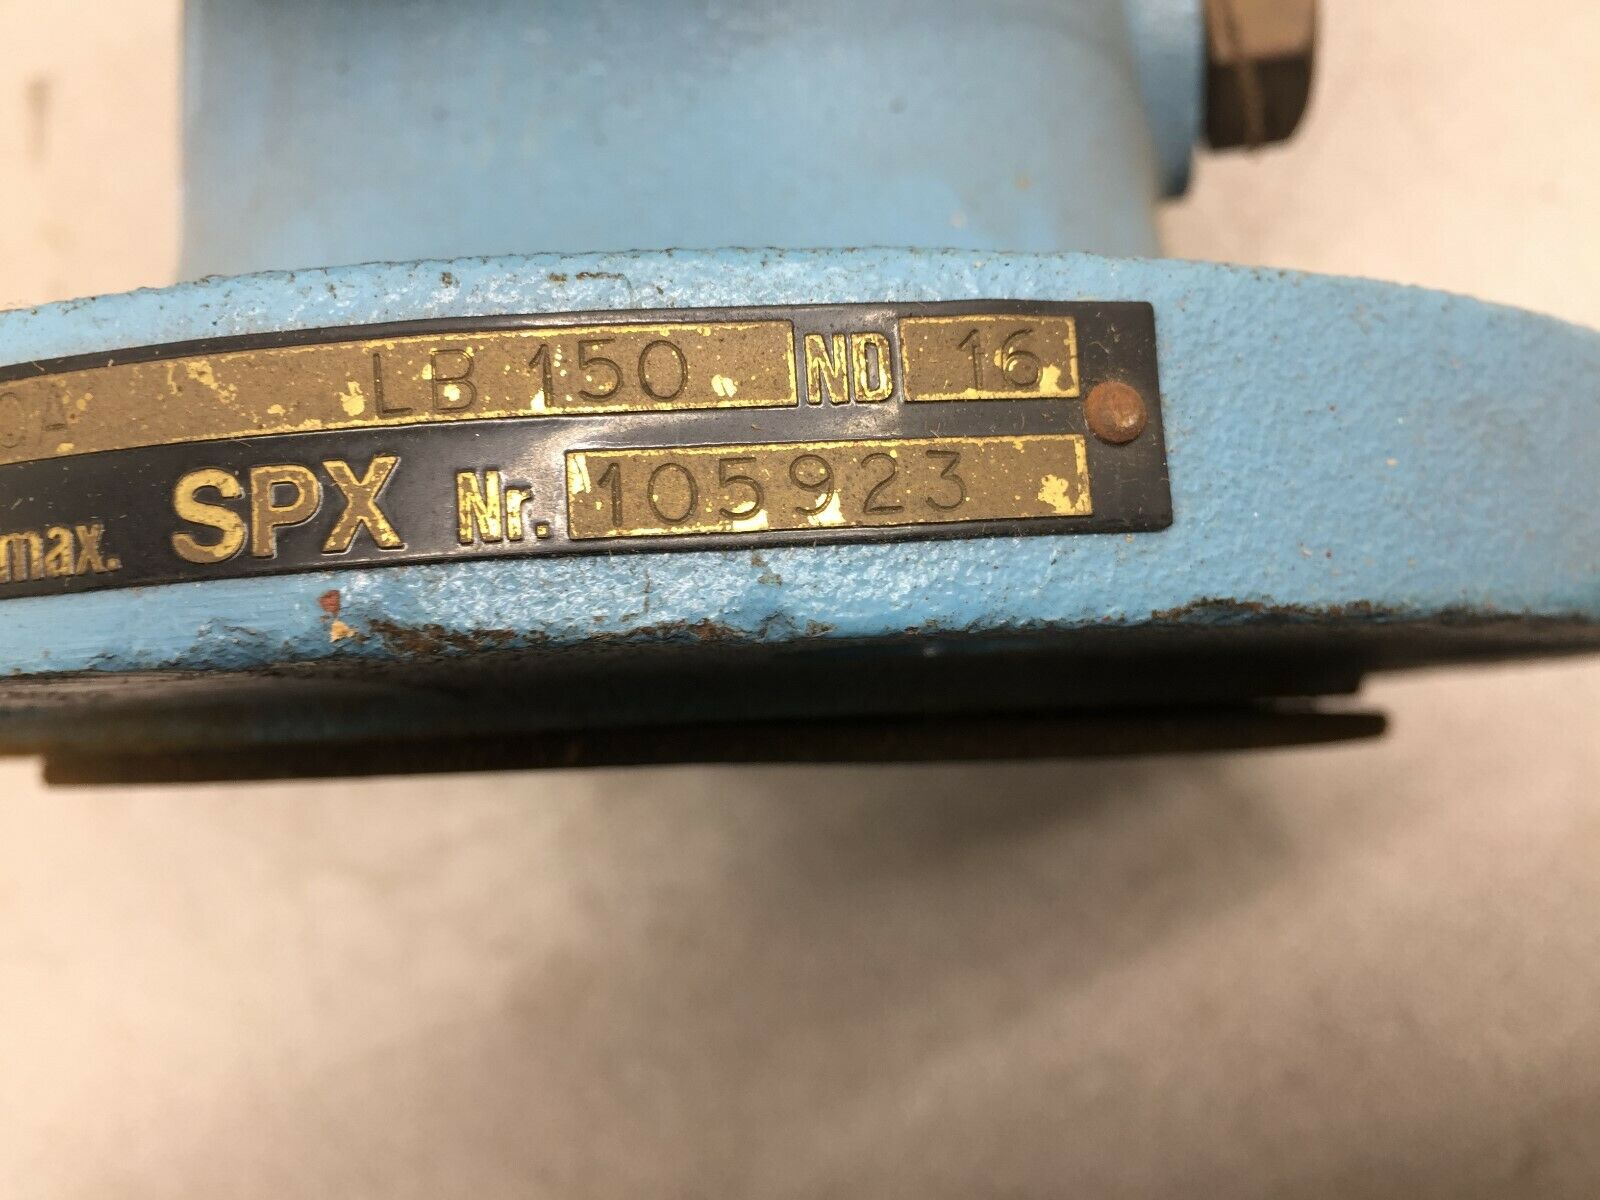 LB 150 ND 16
max. SPX Nr. 105923